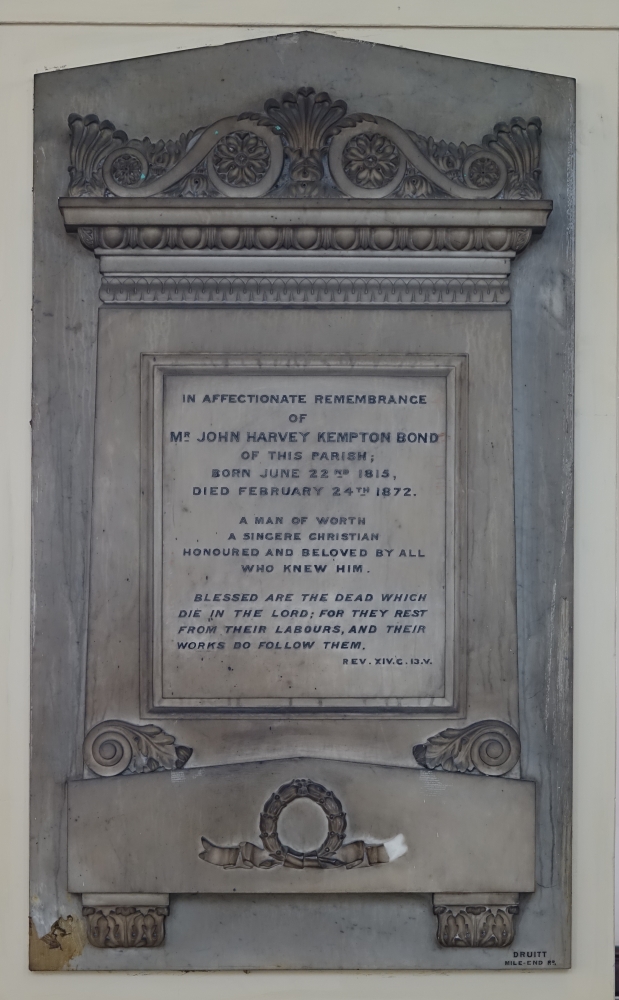 IN AFFECTIONATE REMEMBRANCE
OF
MR JOHN HARVEY KEMPTON BOND
OF THIS PARISH;
BORN JUNE 22ND 1815,
DIED FEBRUARY 24TH 1872.
A MAN OF WORTH
A SINCERE CHRISTIAN
HONOURED AND BELOVED BY ALL
WHO KNEW HIM.
BLESSED ARE THE DEAD WHICH
DIE IN THE LORD; FOR THEY REST
FROM THEIR LABOURS, AND THEIR
WORKS DO FOLLOW THEM.
REV. XIV.C. 13.V.
DRUITT
MILE-END RD.